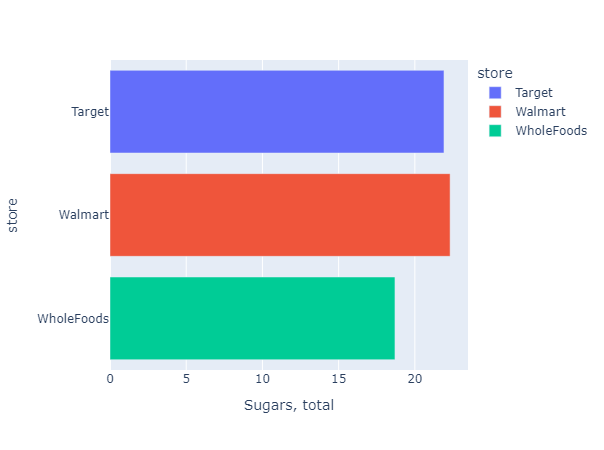 store
Target
Walmart
WholeFoods
Target
Walmart
WholeFoods
store
0 5 10 15 20
Sugars, total